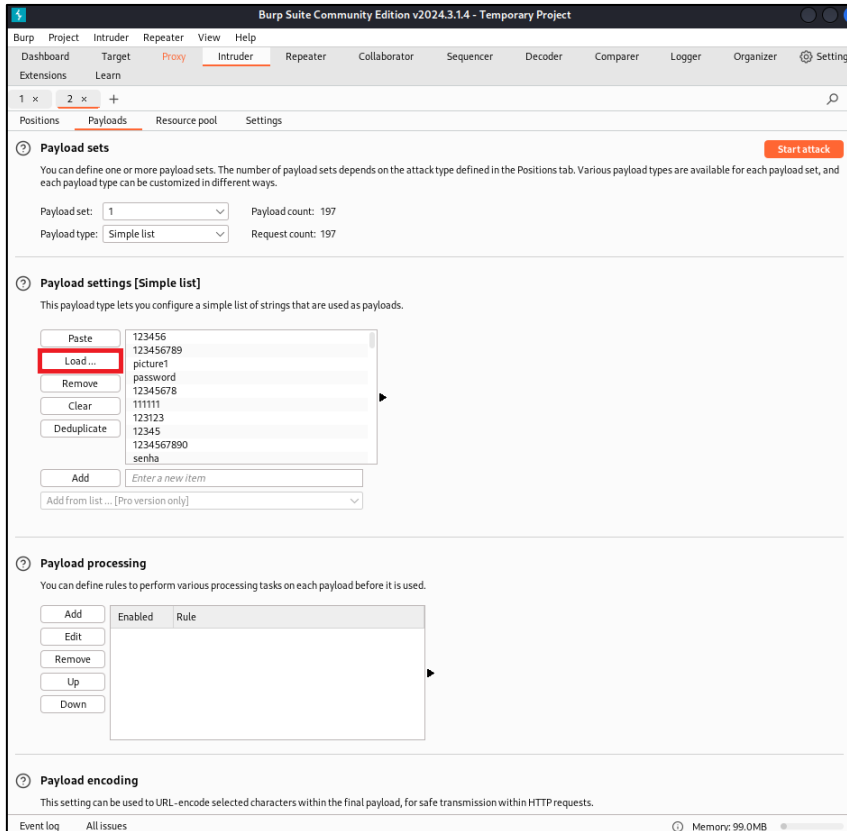 Burp Suite Community Edition v2024.3.1.4 - Temporary Project
Burp Project Intruder Repeater View Help
Dashboard Target Proxy Intruder Repeater Collaborator Sequencer Decoder Comparer Logger Organizer Setting
Extensions Learn
1 × 2 × +
Positions Payloads Resource pool Settings
? Payload sets
Start attack
You can define one or more payload sets. The number of payload sets depends on the attack type defined in the Positions tab. Various payload types are available for each payload set, and
each payload type can be customized in different ways.
Payload set: 1 Payload count: 197
Payload type: Simple list Request count: 197
? Payload settings [Simple list]
This payload type lets you configure a simple list of strings that are used as payloads.
Paste
Load ...
Remove
Clear
Deduplicate
123456
123456789
picture1
password
12345678
111111
123123
12345
1234567890
senha
Add Enter a new item
Add from list ... [Pro version only]
? Payload processing
You can define rules to perform various processing tasks on each payload before it is used.
Add
Edit
Remove
Up
Down
Enabled Rule
? Payload encoding
This setting can be used to URL-encode selected characters within the final payload, for safe transmission within HTTP requests.
Event log All issues Memory: 99.0MB